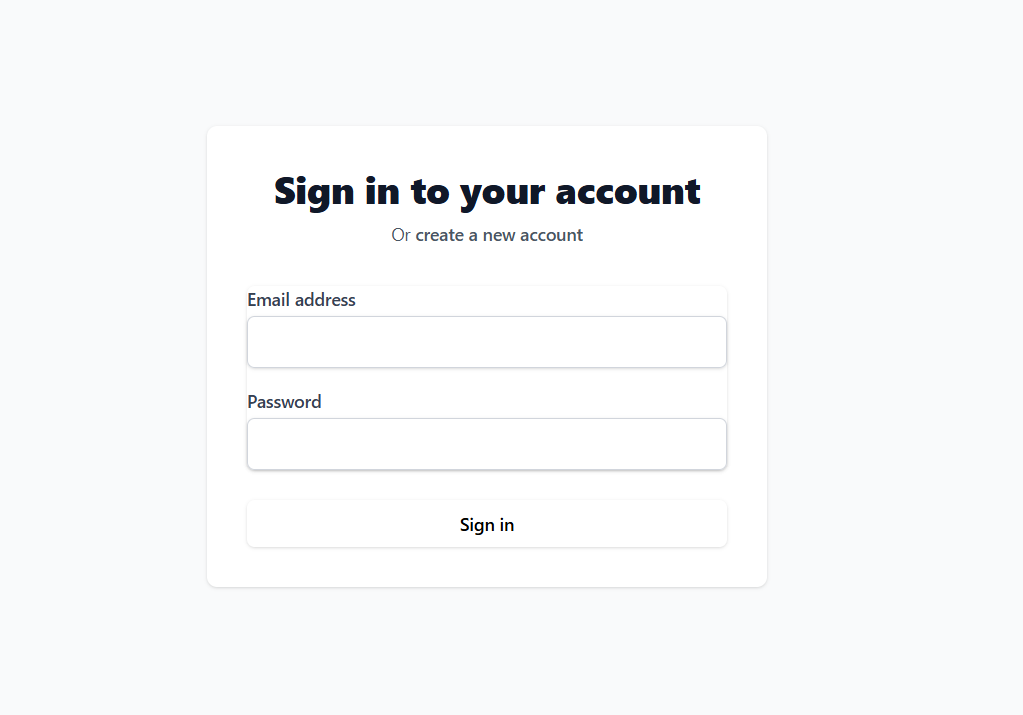 Sign in to your account
Or create a new account
Email address
Password
Sign in